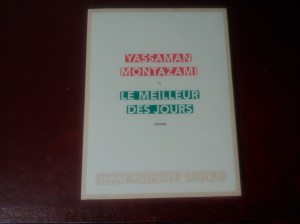 YASSAMAN
MONTAZAMI
LE MEILLEUR
DES JOURS